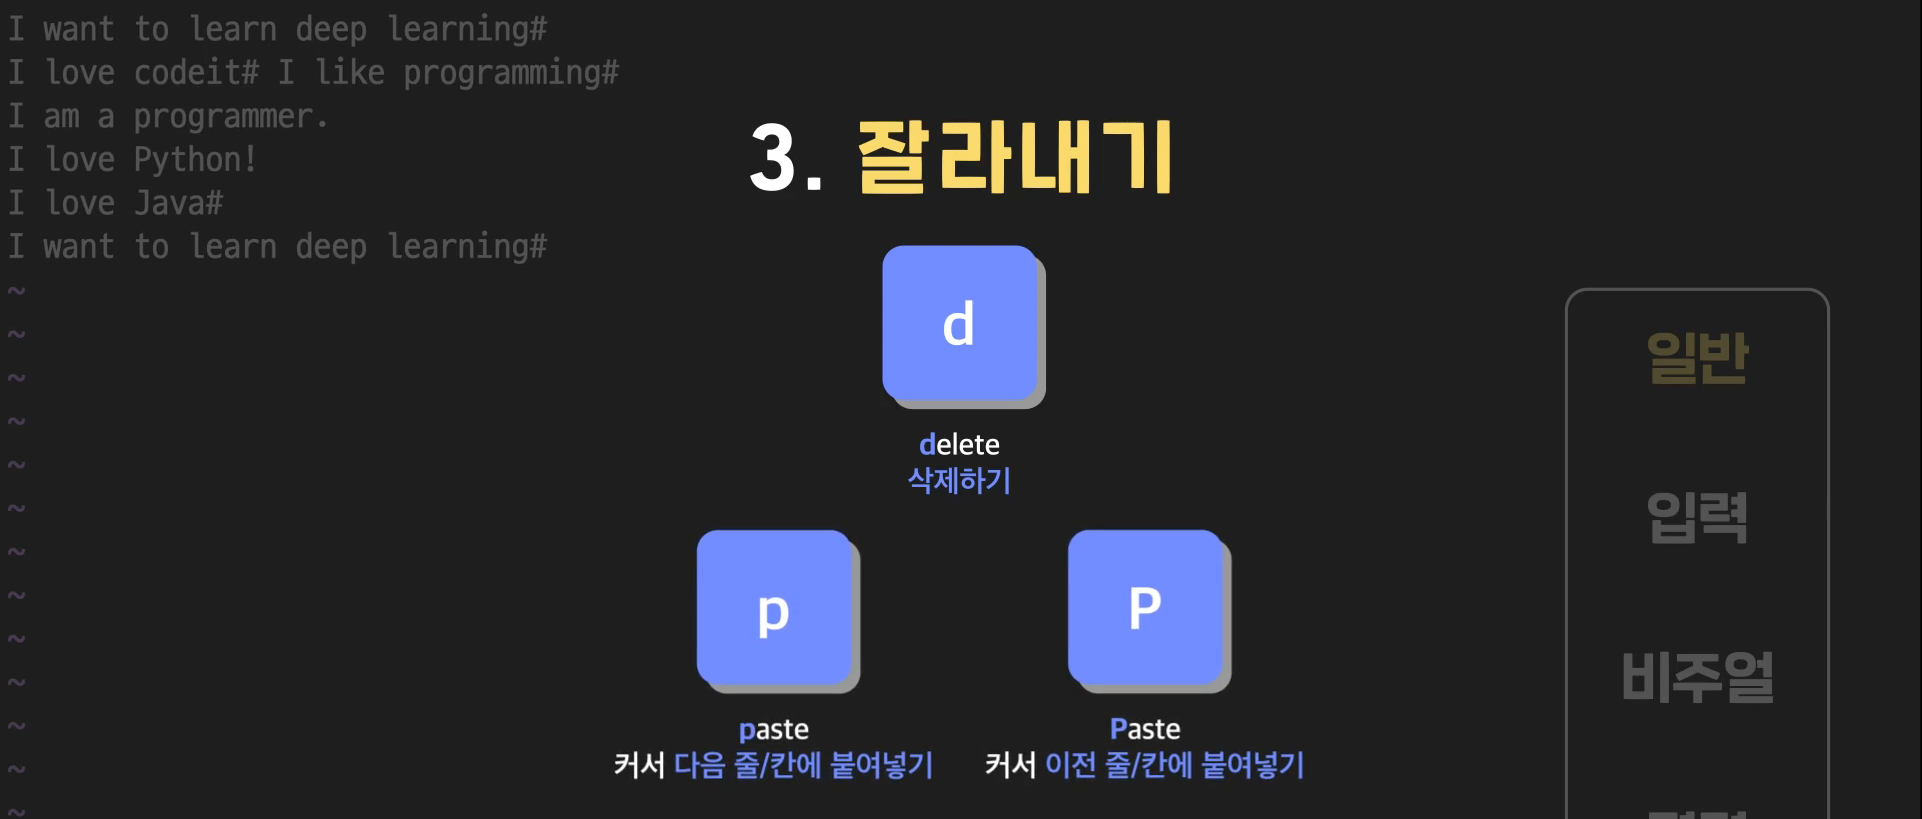 I want to learn deep learning#
I love codeit# I like programming#
I am a programmer.
I love Python!
I love Java#
I want to learn deep learning#
~
~
~
~
~
~
~
~
~
~
~
~
~
3. 잘라내기
d
delete
삭제하기
p
paste
커서 다음 줄/칸에 붙여넣기
P
Paste
커서 이전 줄/칸에 붙여넣기
일반
입력
비주얼